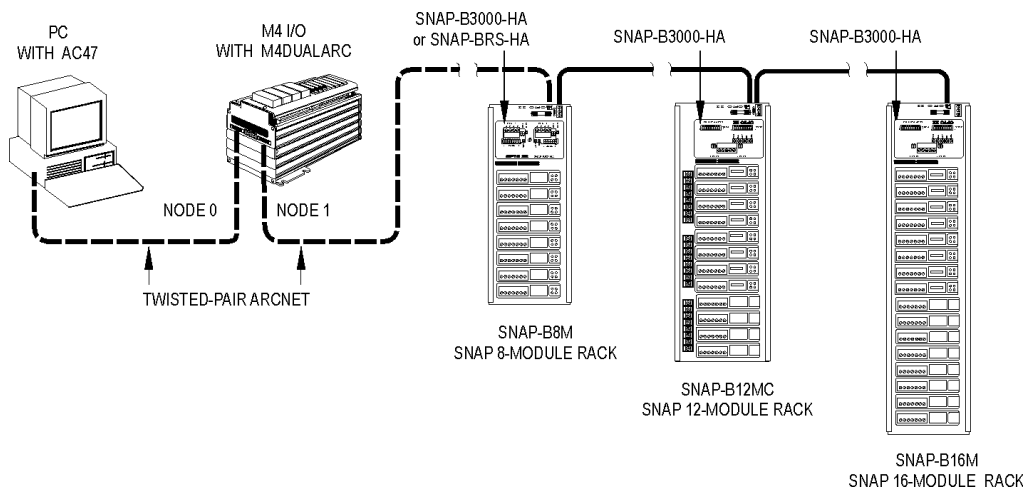 PC
WITH AC47
M4 I/O
WITH M4DUALARC
SNAP-B3000-HA
or SNAP-BRS-HA
SNAP-B3000-HA
SNAP-B3000-HA
NODE 0
NODE 1
TWISTED-PAIR ARCNET
SNAP-B8M
SNAP 8-MODULE RACK
SNAP-B12MC
SNAP 12-MODULE RACK
SNAP-B16M
SNAP 16-MODULE RACK